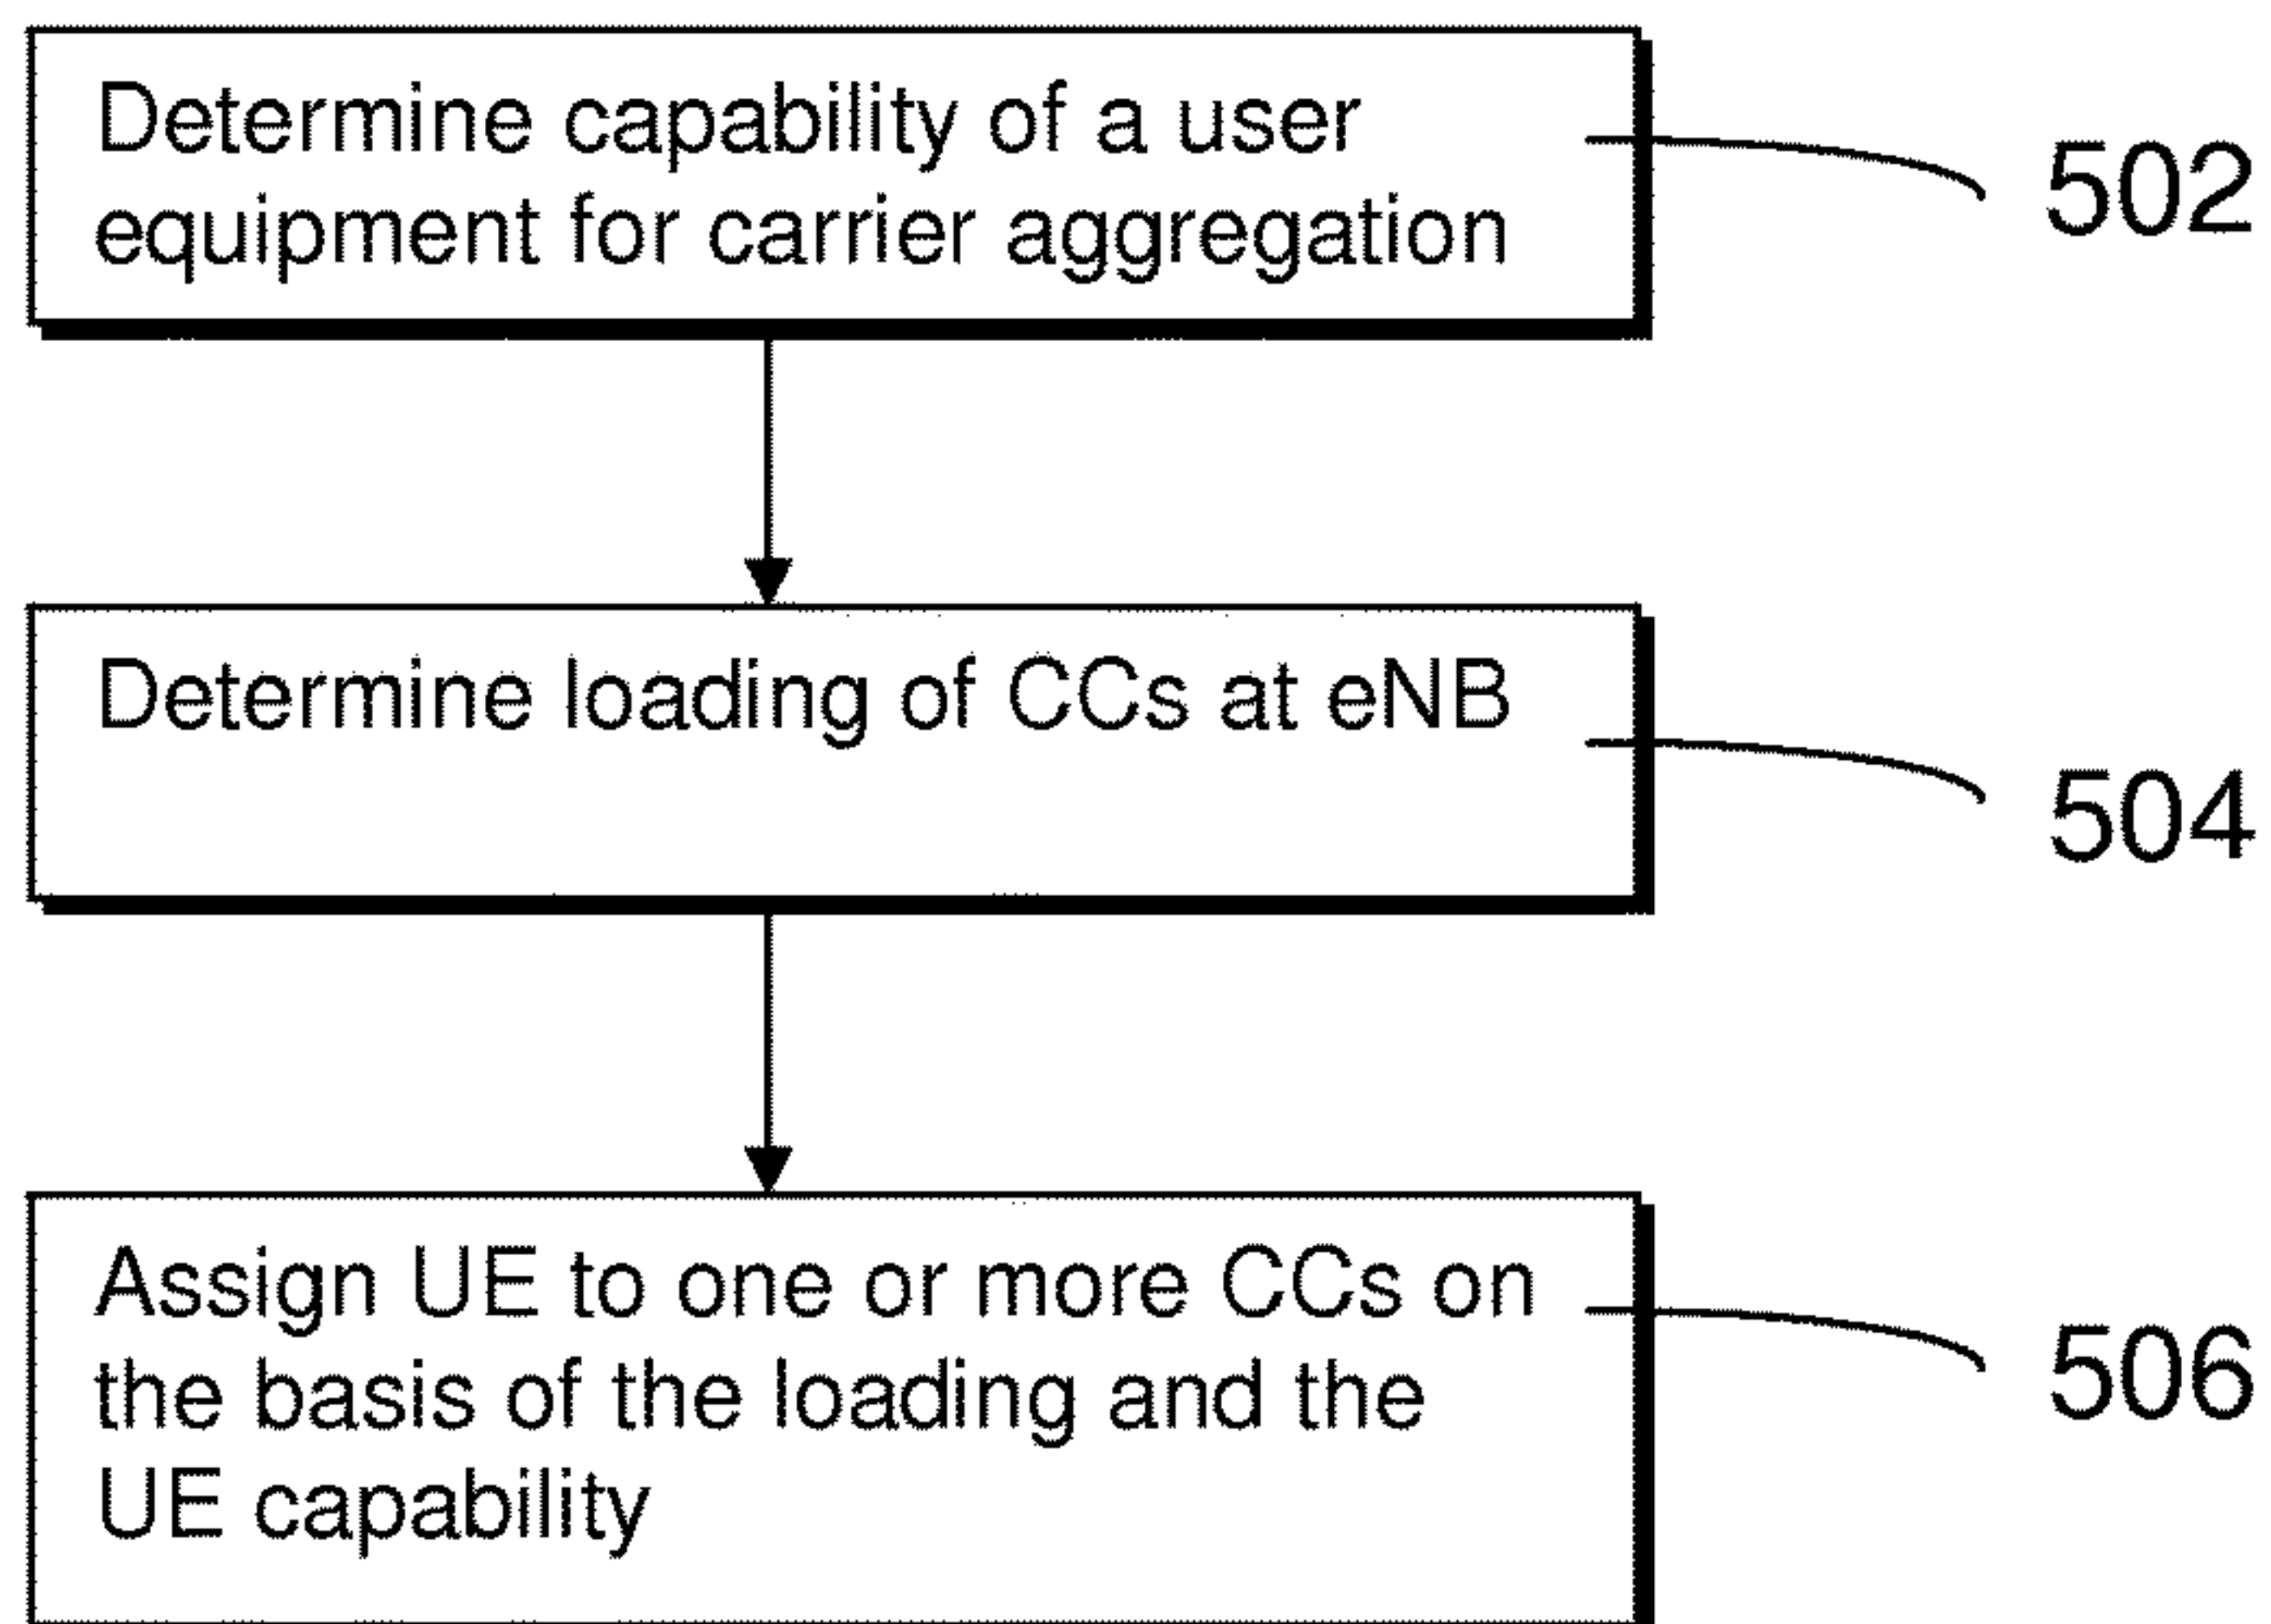 Determine capability of a user
equipment for carrier aggregation
502
Determine loading of CCs at eNB
504
Assign UE to one or more CCs on
the basis of the loading and the
UE capability
506